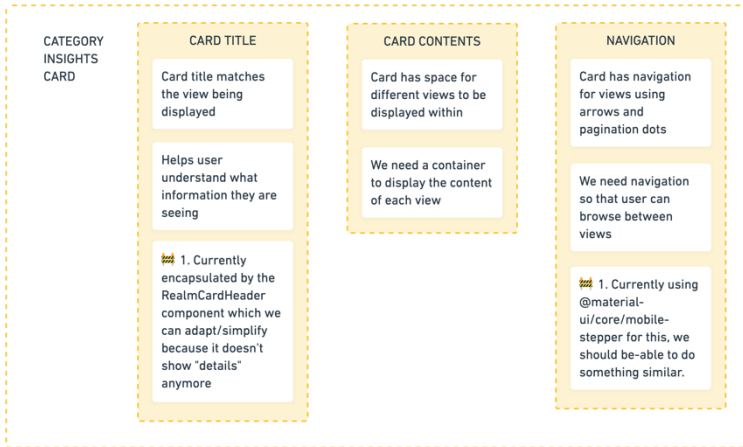 CATEGORY
INSIGHTS
CARD
CARD TITLE
Card title matches
the view being
displayed
Helps user
understand what
information they are
seeing
🚧 1. Currently
encapsulated by the
RealmCardHeader
component which we
can adapt/simplify
because it doesn't
show "details"
anymore
CARD CONTENTS
Card has space for
different views to be
displayed within
We need a container
to display the content
of each view
NAVIGATION
Card has navigation
for views using
arrows and
pagination dots
We need navigation
so that user can
browse between
views
🚧 1. Currently using
@material-
ui/core/mobile-
stepper for this, we
should be-able to do
something similar.